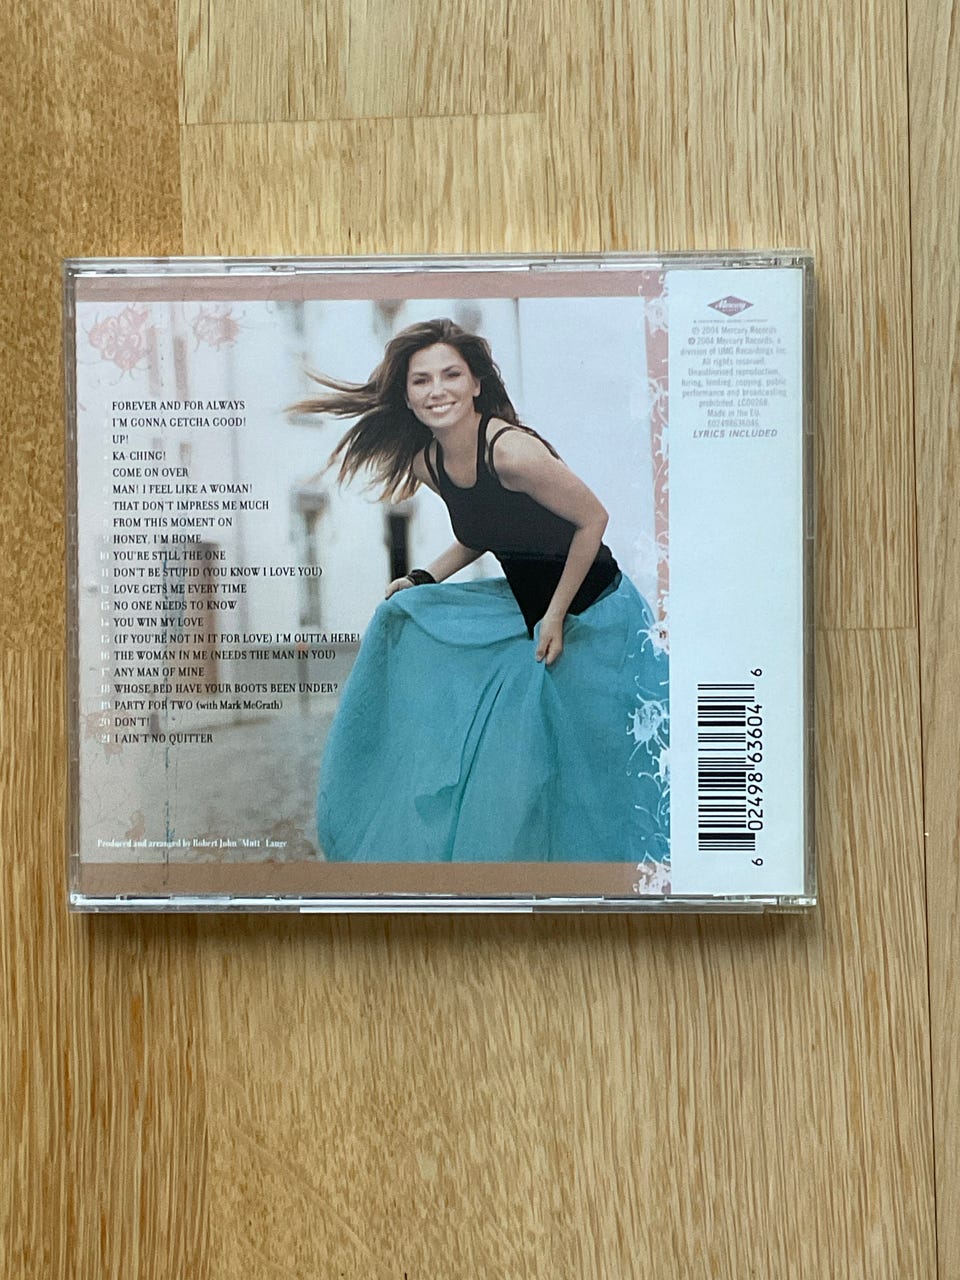 FOREVER AND FOR ALWAYS
I'M GONNA GETCHA GOOD!
UP!
KA-CHING!
COME ON OVER
MAN! I FEEL LIKE A WOMAN!
THAT DON'T IMPRESS ME MUCH
8 FROM THIS MOMENT ON
9 HONEY, I'M HOME
10 YOU'RE STILL THE ONE
11 DON'T BE STUPID (YOU KNOW I LOVE YOU)
12 LOVE GETS ME EVERY TIME
13 NO ONE NEEDS TO KNOW
14 YOU WIN MY LOVE
15 (IF YOU'RE NOT IN IT FOR LOVE) I'M OUTTA HERE!
16 THE WOMAN IN ME (NEEDS THE MAN IN YOU)
17 ANY MAN OF MINE
18 WHOSE BED HAVE YOUR BOOTS BEEN UNDER?
19 PARTY FOR TWO (with Mark McGrath)
20 DON'T!
21 I AIN'T NO QUITTER
Produced and arranged by Robert John "Mutt" Lange
Mercury
℗ 2004 Mercury Records
© 2004 Mercury Records, a
division of UMG Recordings Inc.
All rights reserved.
Unauthorised reproduction,
hiring, lending, copying, public
performance and broadcasting
prohibited. LC00268.
Made in the EU.
602498636046
LYRICS INCLUDED
6 02498 63604 6